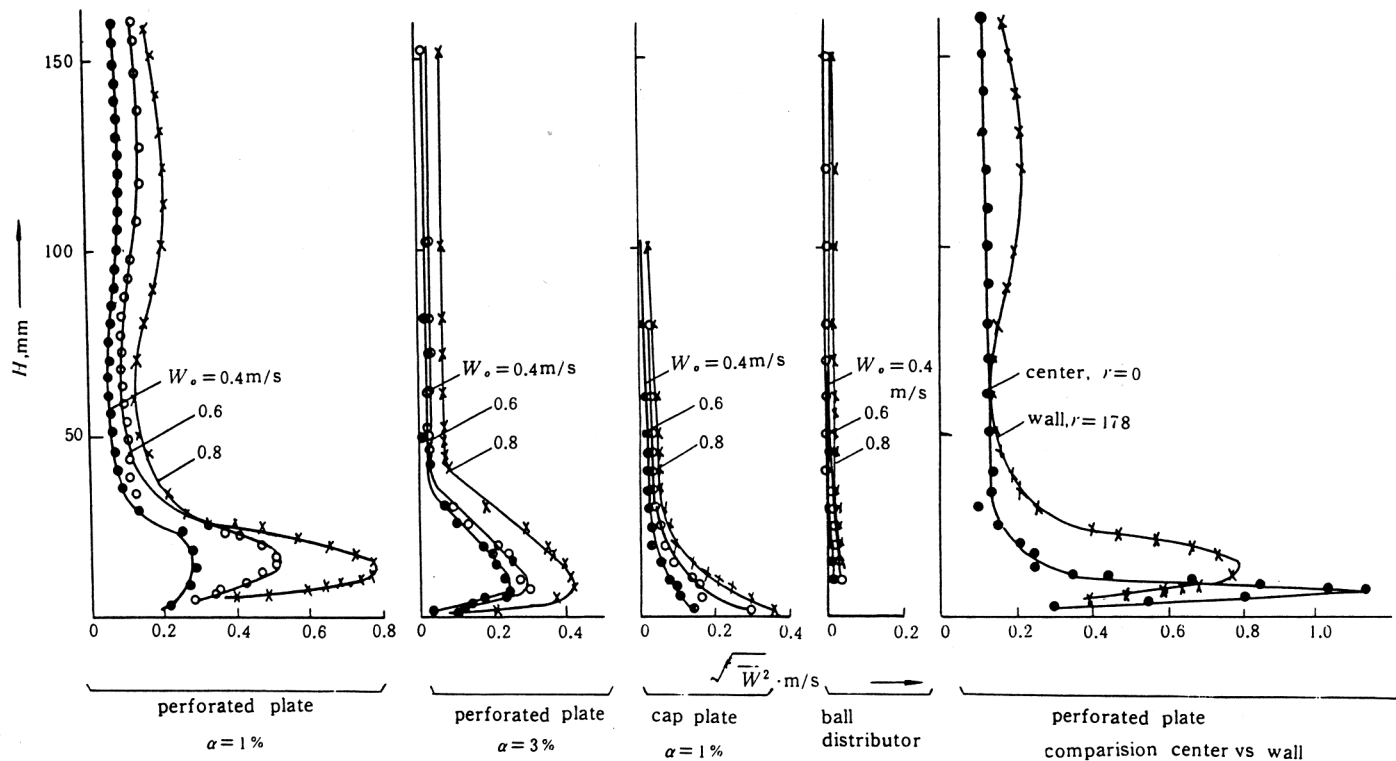 150
100
50
H,mm
Wₒ=0.4m/s
0.6
0.8
Wₒ=0.4m/s
0.6
0.8
Wₒ=0.4m/s
0.6
0.8
Wₒ=0.4
m/s
0.6
0.8
center, r=0
wall,r=178
0 0.2 0.4 0.6 0.8
0 0.2 0.4
0 0.2 0.4
0 0.2
0 0.2 0.4 0.6 0.8 1.0
√W̅² ·m/s
perforated plate
α=1%
perforated plate
α=3%
cap plate
α=1%
ball
distributor
perforated plate
comparision center vs wall